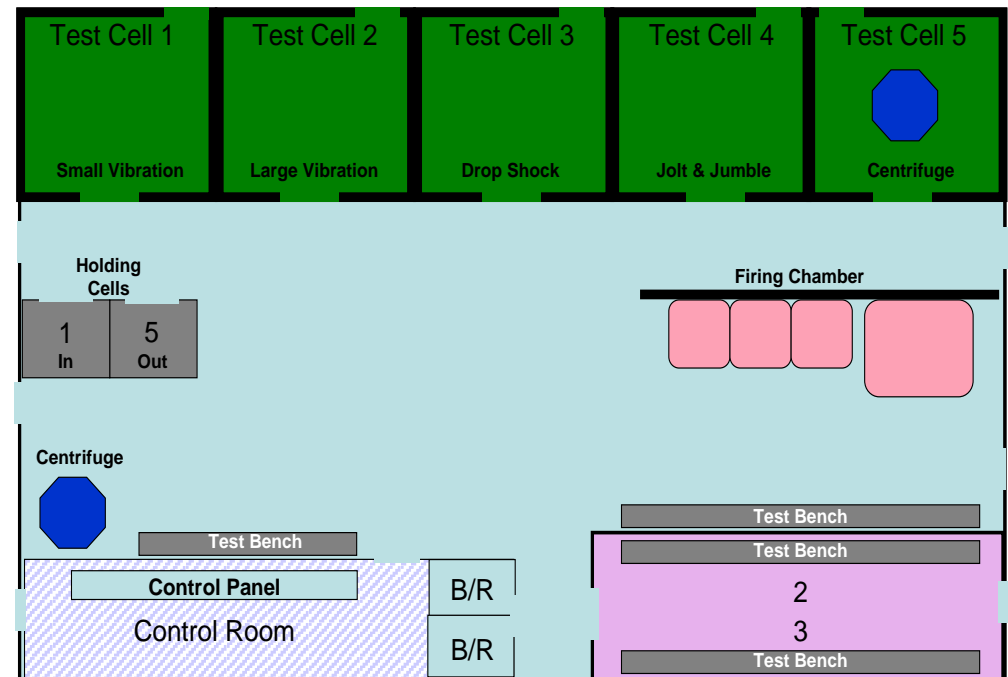 Test Cell 1
Test Cell 2
Test Cell 3
Test Cell 4
Test Cell 5
Small Vibration
Large Vibration
Drop Shock
Jolt & Jumble
Centrifuge
Holding
Cells
Firing Chamber
1
In
5
Out
Centrifuge
Test Bench
Test Bench
Test Bench
Control Panel
B/R
2
Control Room
3
B/R
Test Bench